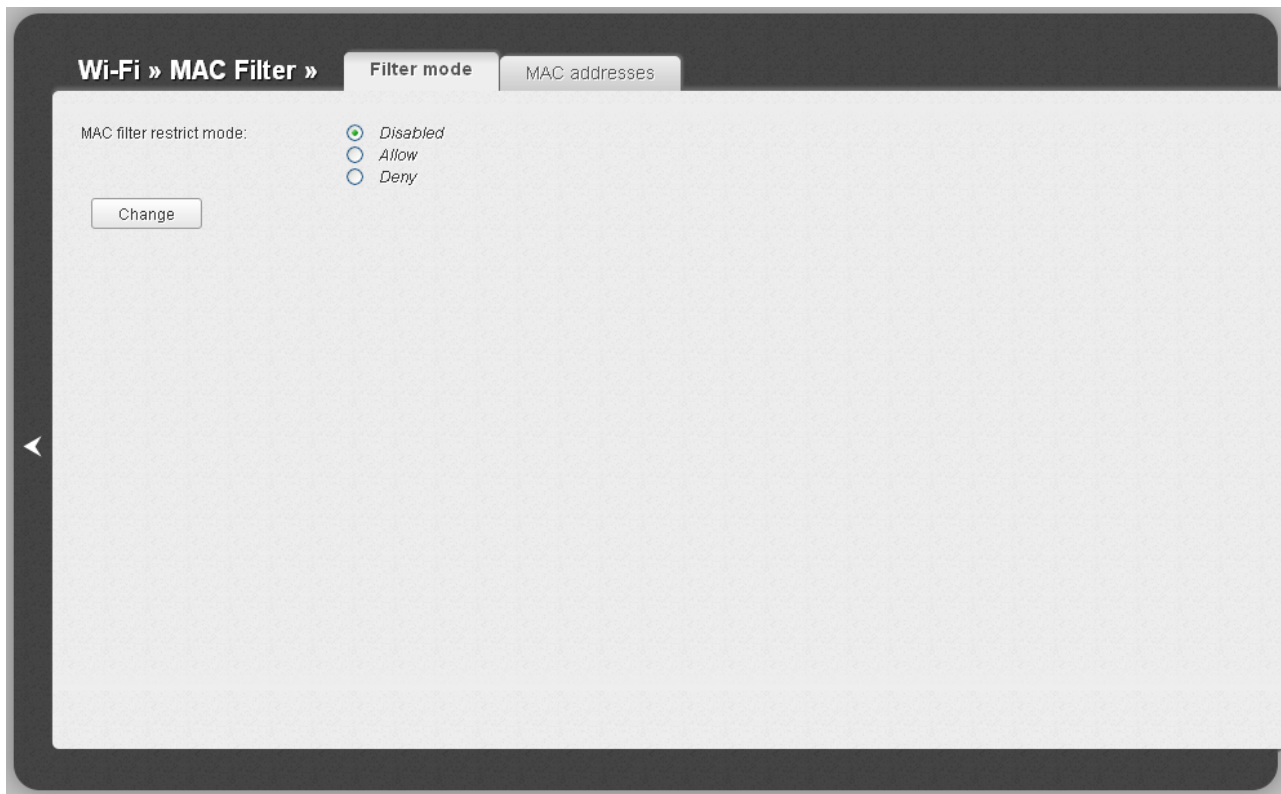 Wi-Fi » MAC Filter » Filter mode MAC addresses
MAC filter restrict mode: Disabled
Allow
Deny
Change